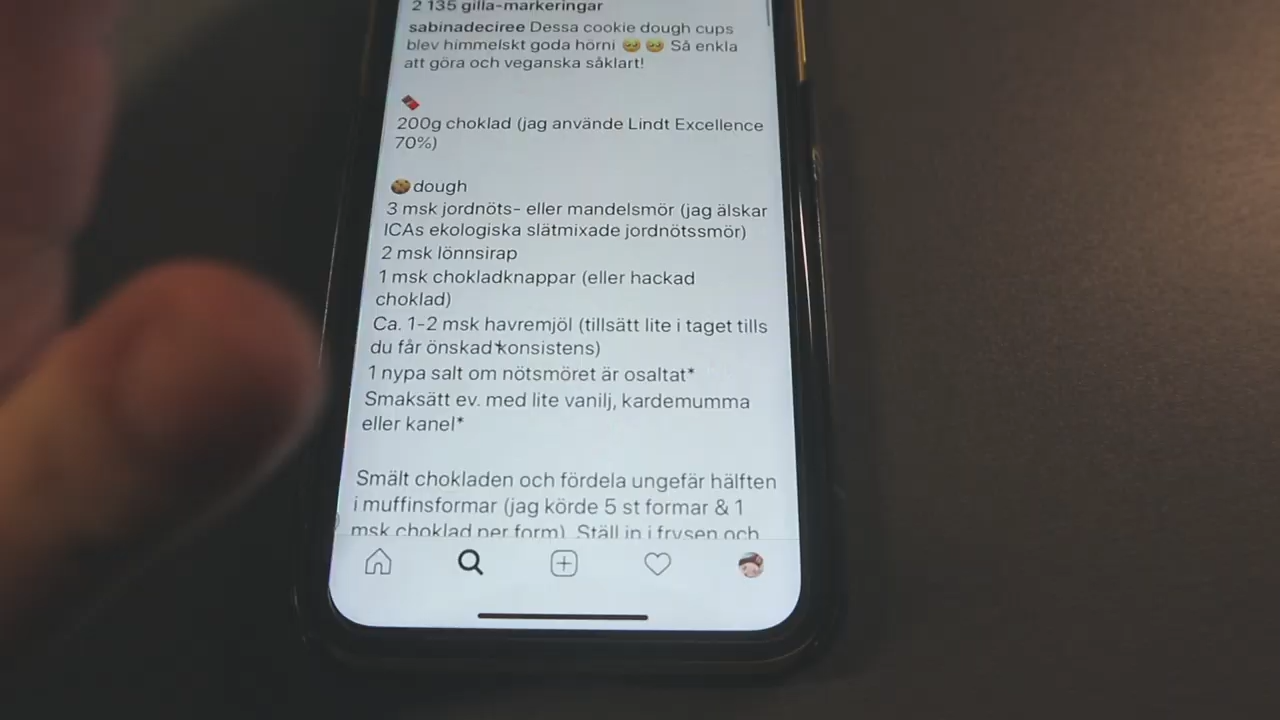 2 135 gilla-markeringar
sabinadeciree Dessa cookie dough cups
blev himmelskt goda hörni 🥺 🥺 Så enkla
att göra och veganska såklart!
🍫
200g choklad (jag använde Lindt Excellence
70%)
🍪dough
3 msk jordnöts- eller mandelsmör (jag älskar
ICAs ekologiska slätmixade jordnötssmör)
2 msk lönnsirap
1 msk chokladknappar (eller hackad
choklad)
Ca. 1-2 msk havremjöl (tillsätt lite i taget tills
du får önskad konsistens)
1 nypa salt om nötsmöret är osaltat*
Smaksätt ev. med lite vanilj, kardemumma
eller kanel*
Smält chokladen och fördela ungefär hälften
i muffinsformar (jag körde 5 st formar & 1
msk choklad per form). Ställ in i frysen och